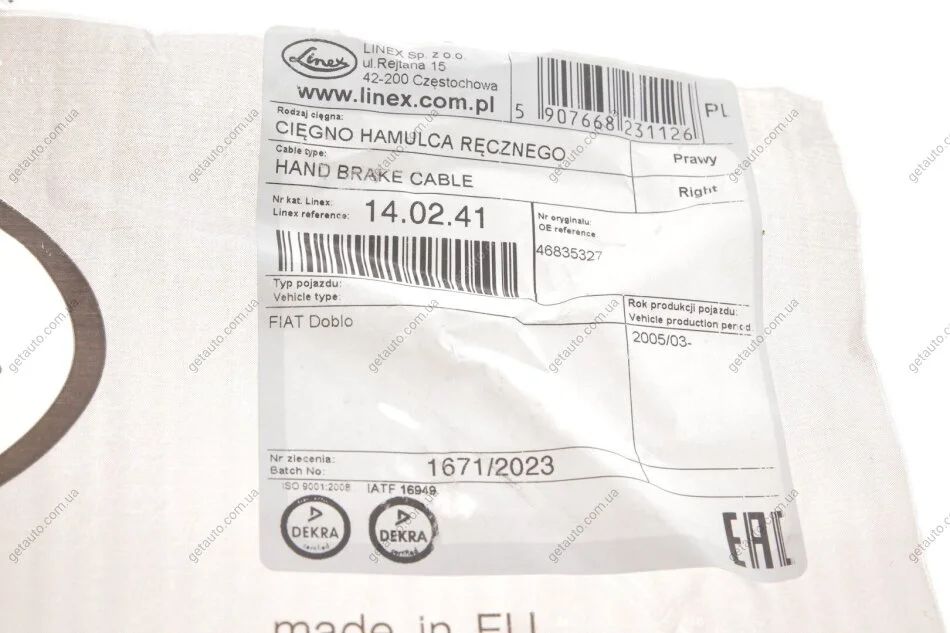 Linex
LINEX sp. z o.o.
ul.Rejtana 15
42-200 Częstochowa
www.linex.com.pl
5 907668 231126
PL
Rodzaj cięgna:
CIĘGNO HAMULCA RĘCZNEGO
Prawy
Cable type:
HAND BRAKE CABLE
Right
Nr kat. Linex:
Linex reference:
14.02.41
Nr oryginału:
OE reference
46835327
Typ pojazdu:
Vehicle type:
FIAT Doblo
Rok produkcji pojazdu:
Vehicle production period
2005/03-
Nr zlecenia:
Batch No:
1671/2023
ISO 9001:2008
IATF 16949
DEKRA
certified
DEKRA
certified
EAC
made in EU
getauto.com.ua